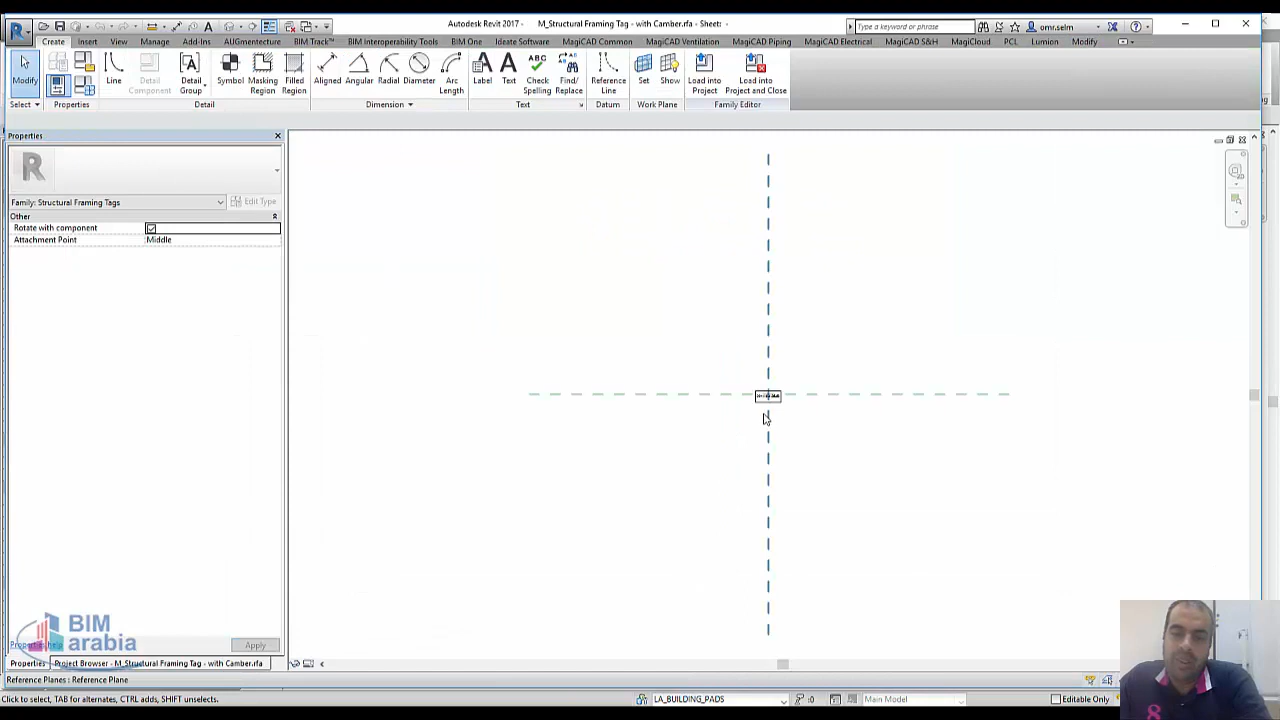 Autodesk Revit 2017 - M_Structural Framing Tag - with Camber.rfa - Sheet: Type a keyword or phrase omr.selm
Create Insert View Manage Add-Ins AUGmentecture BIM Track™ BIM Interoperability Tools BIM One Ideate Software MagiCAD Common MagiCAD Ventilation MagiCAD Piping MagiCAD Electrical MagiCAD S&H MagiCloud PCL Lumion Modify
Modify Line Detail Component Detail Group Symbol Masking Region Filled Region Aligned Angular Radial Diameter Arc Length Label Text Check Spelling Find/ Replace Reference Line Set Show Load into Project Load into Project and Close
Select Properties Detail Dimension Text Datum Work Plane Family Editor
Properties
Family: Structural Framing Tags Edit Type
Other
Rotate with component
Attachment Point Middle
BIM
arabia
Properties help Apply
Properties Project Browser - M_Structural Framing Tag - with Camber.rfa
Reference Planes : Reference Plane
Click to select, TAB for alternates, CTRL adds, SHIFT unselects. LA_BUILDING_PADS :0 Main Model Editable Only